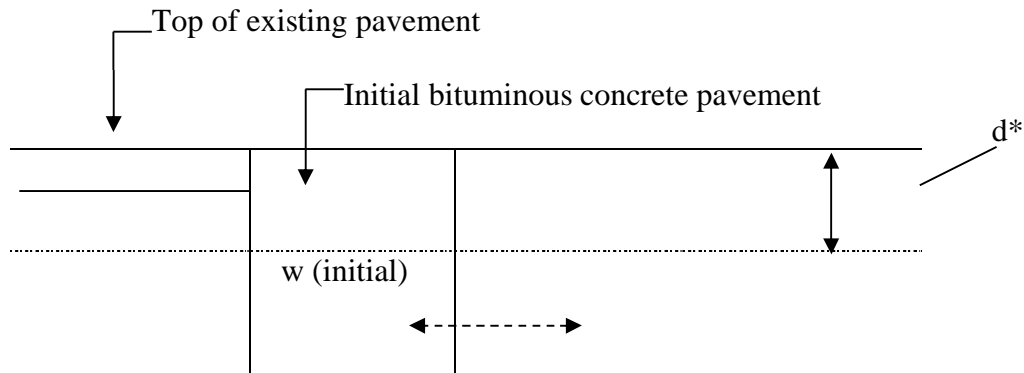 Top of existing pavement
Initial bituminous concrete pavement
d*
w (initial)